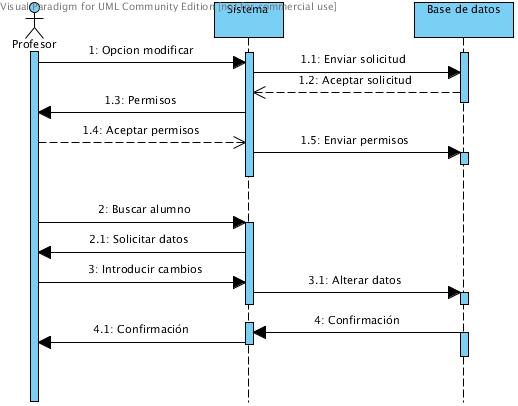 Visual Paradigm for UML Community Edition [not for commercial use]
Sistema
Base de datos
Profesor
1: Opcion modificar
1.1: Enviar solicitud
1.2: Aceptar solicitud
1.3: Permisos
1.4: Aceptar permisos
1.5: Enviar permisos
2: Buscar alumno
2.1: Solicitar datos
3: Introducir cambios
3.1: Alterar datos
4: Confirmación
4.1: Confirmación